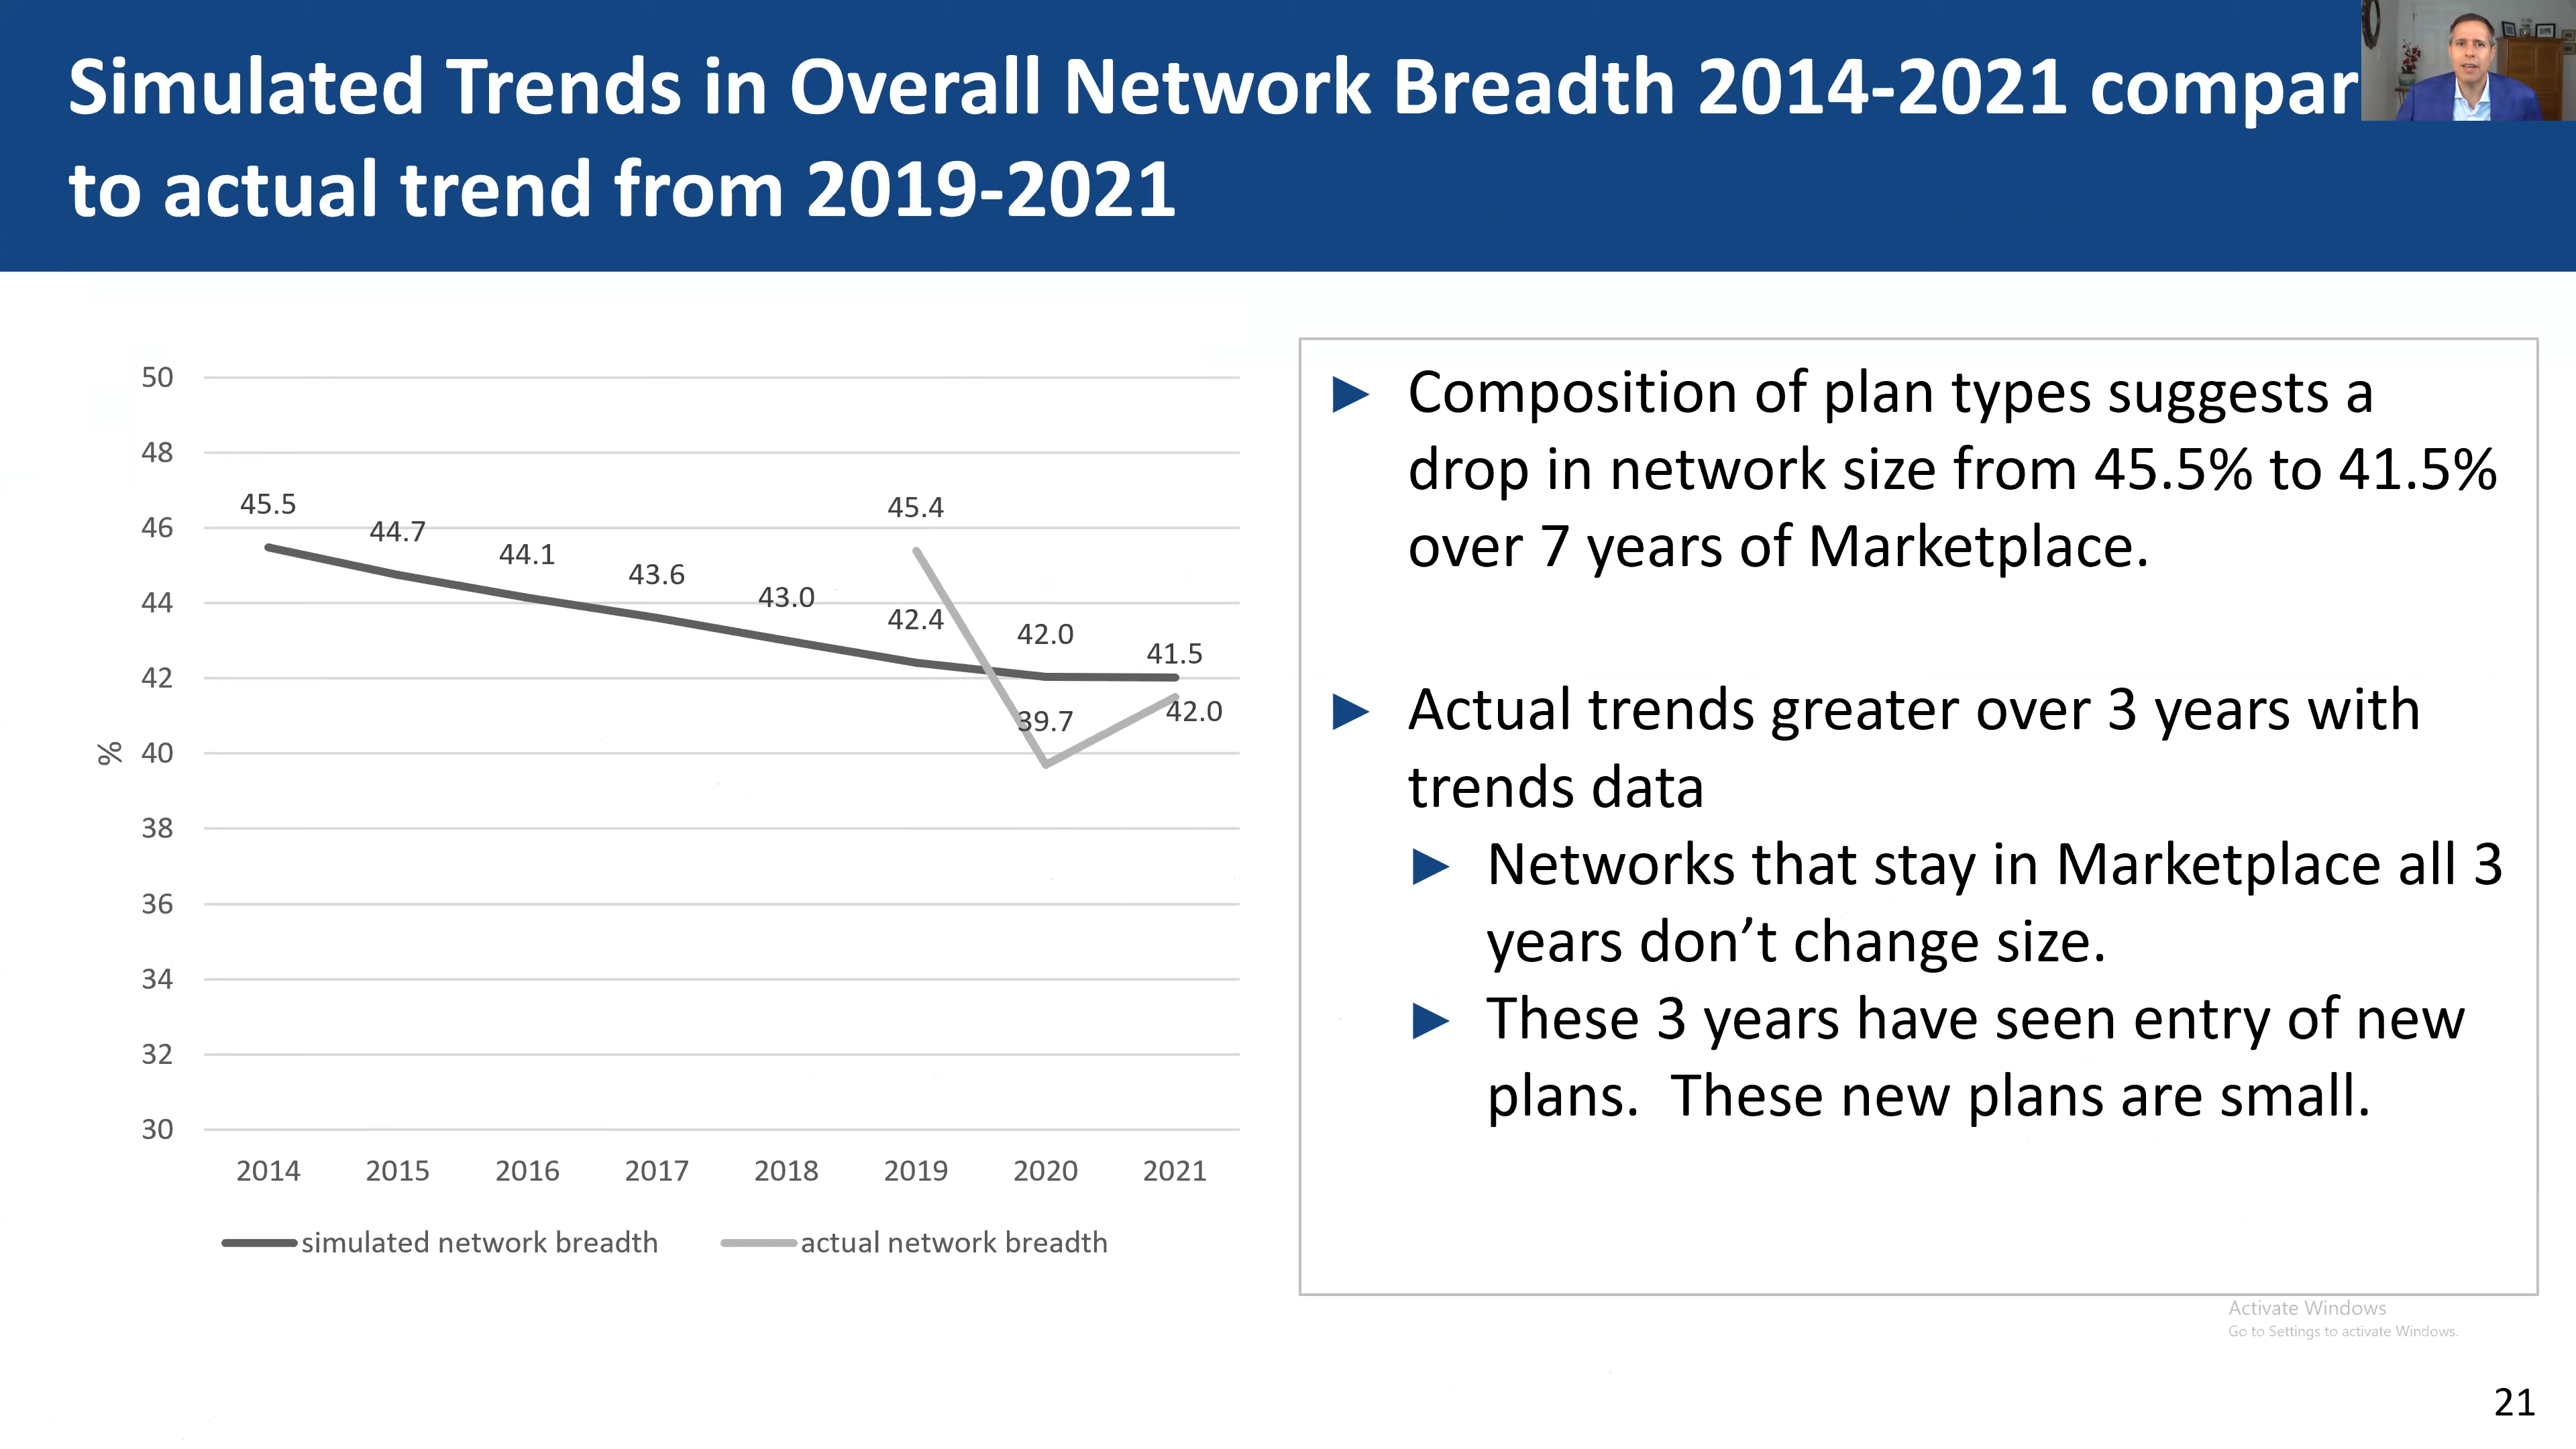 Simulated Trends in Overall Network Breadth 2014-2021 compar
to actual trend from 2019-2021
50
48
46
44
42
40
38
36
34
32
30
%
45.5
44.7
44.1
43.6
43.0
42.4
45.4
42.0
39.7
41.5
42.0
2014 2015 2016 2017 2018 2019 2020 2021
simulated network breadth actual network breadth
Composition of plan types suggests a
drop in network size from 45.5% to 41.5%
over 7 years of Marketplace.
Actual trends greater over 3 years with
trends data
Networks that stay in Marketplace all 3
years don’t change size.
These 3 years have seen entry of new
plans. These new plans are small.
Activate Windows
Go to Settings to activate Windows.
21